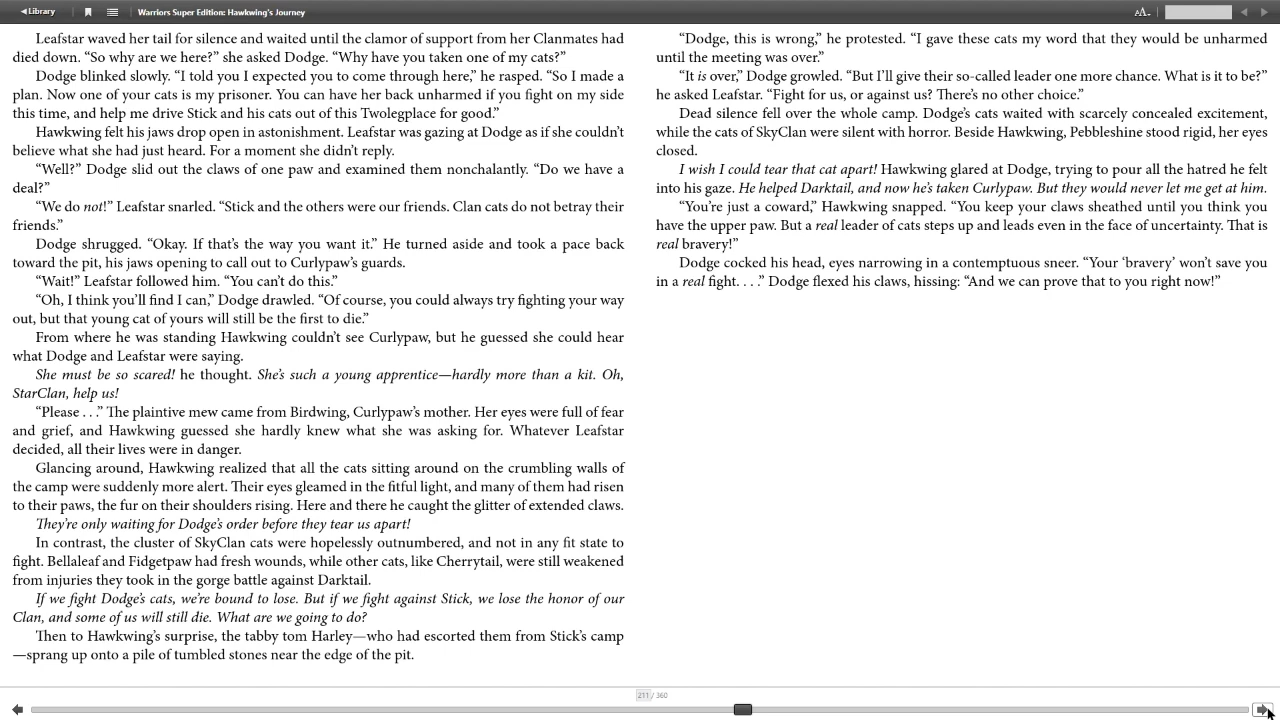 Library
Warriors Super Edition: Hawkwing's Journey
AA
Leafstar waved her tail for silence and waited until the clamor of support from her Clanmates had
died down. “So why are we here?” she asked Dodge. “Why have you taken one of my cats?”
Dodge blinked slowly. “I told you I expected you to come through here,” he rasped. “So I made a
plan. Now one of your cats is my prisoner. You can have her back unharmed if you fight on my side
this time, and help me drive Stick and his cats out of this Twolegplace for good.”
Hawkwing felt his jaws drop open in astonishment. Leafstar was gazing at Dodge as if she couldn’t
believe what she had just heard. For a moment she didn’t reply.
“Well?” Dodge slid out the claws of one paw and examined them nonchalantly. “Do we have a
deal?”
“We do not!” Leafstar snarled. “Stick and the others were our friends. Clan cats do not betray their
friends.”
Dodge shrugged. “Okay. If that’s the way you want it.” He turned aside and took a pace back
toward the pit, his jaws opening to call out to Curlypaw’s guards.
“Wait!” Leafstar followed him. “You can’t do this.”
“Oh, I think you’ll find I can,” Dodge drawled. “Of course, you could always try fighting your way
out, but that young cat of yours will still be the first to die.”
From where he was standing Hawkwing couldn’t see Curlypaw, but he guessed she could hear
what Dodge and Leafstar were saying.
She must be so scared! he thought. She’s such a young apprentice—hardly more than a kit. Oh,
StarClan, help us!
“Please . . .” The plaintive mew came from Birdwing, Curlypaw’s mother. Her eyes were full of fear
and grief, and Hawkwing guessed she hardly knew what she was asking for. Whatever Leafstar
decided, all their lives were in danger.
Glancing around, Hawkwing realized that all the cats sitting around on the crumbling walls of
the camp were suddenly more alert. Their eyes gleamed in the fitful light, and many of them had risen
to their paws, the fur on their shoulders rising. Here and there he caught the glitter of extended claws.
They’re only waiting for Dodge’s order before they tear us apart!
In contrast, the cluster of SkyClan cats were hopelessly outnumbered, and not in any fit state to
fight. Bellaleaf and Fidgetpaw had fresh wounds, while other cats, like Cherrytail, were still weakened
from injuries they took in the gorge battle against Darktail.
If we fight Dodge’s cats, we’re bound to lose. But if we fight against Stick, we lose the honor of our
Clan, and some of us will still die. What are we going to do?
Then to Hawkwing’s surprise, the tabby tom Harley—who had escorted them from Stick’s camp
—sprang up onto a pile of tumbled stones near the edge of the pit.
“Dodge, this is wrong,” he protested. “I gave these cats my word that they would be unharmed
until the meeting was over.”
“It is over,” Dodge growled. “But I’ll give their so-called leader one more chance. What is it to be?”
he asked Leafstar. “Fight for us, or against us? There’s no other choice.”
Dead silence fell over the whole camp. Dodge’s cats waited with scarcely concealed excitement,
while the cats of SkyClan were silent with horror. Beside Hawkwing, Pebbleshine stood rigid, her eyes
closed.
I wish I could tear that cat apart! Hawkwing glared at Dodge, trying to pour all the hatred he felt
into his gaze. He helped Darktail, and now he’s taken Curlypaw. But they would never let me get at him.
“You’re just a coward,” Hawkwing snapped. “You keep your claws sheathed until you think you
have the upper paw. But a real leader of cats steps up and leads even in the face of uncertainty. That is
real bravery!”
Dodge cocked his head, eyes narrowing in a contemptuous sneer. “Your ‘bravery’ won’t save you
in a real fight. . . .” Dodge flexed his claws, hissing: “And we can prove that to you right now!”
211 / 360